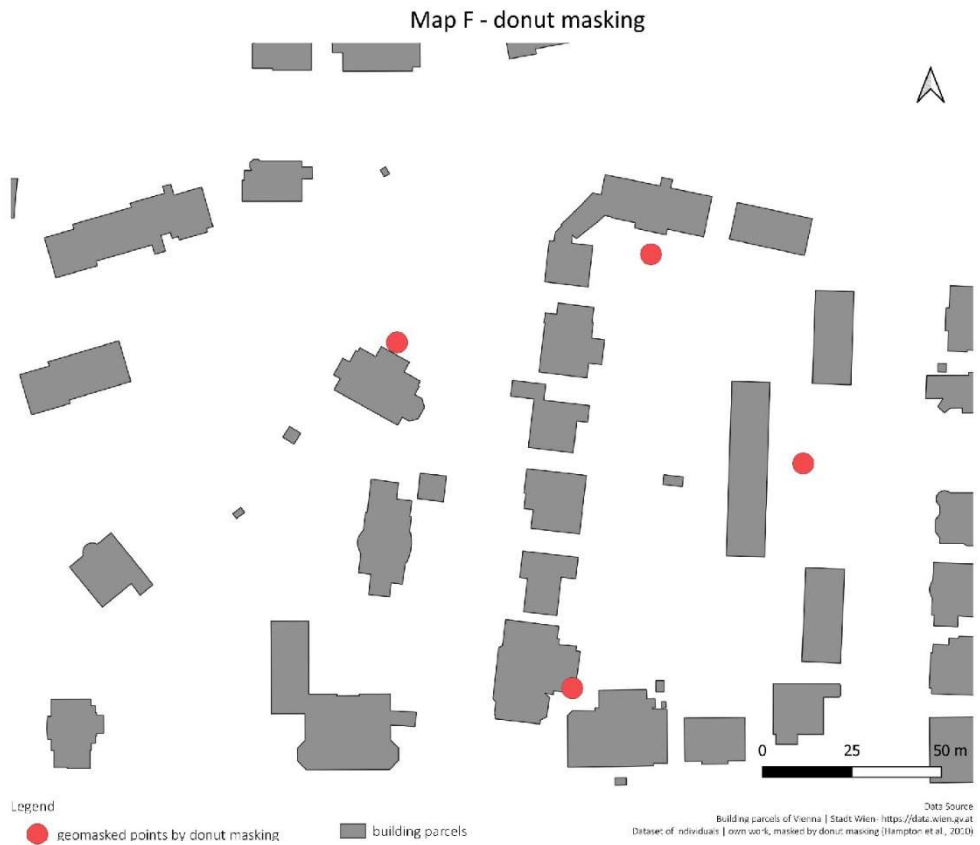 Map F - donut masking
0 25 50 m
Legend
geomasked points by donut masking
building parcels
Data Source
Building parcels of Vienna | Stadt Wien- https://data.wien.gv.at
Dataset of individuals | own work, masked by donut masking (Hampton et al., 2010)